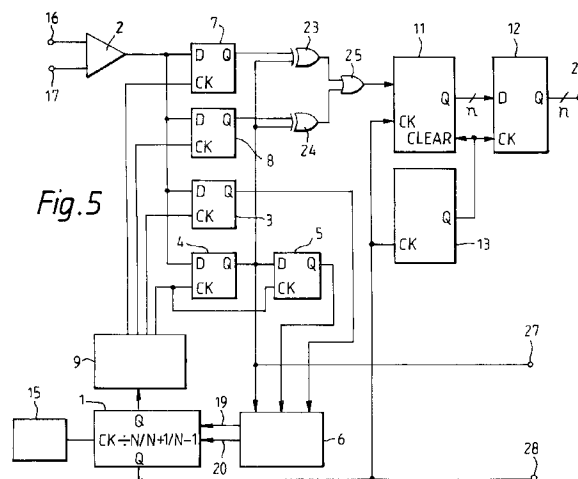 16
17
2
7
D Q
CK
23
25
11
Q
n
CK
CLEAR
12
D Q
CK
n
2
D Q
CK
8
24
Fig. 5
D Q
CK
3
4
D Q
CK
5
D Q
CK
Q
CK
13
9
27
15
1
Q
CK÷N/N+1/N-1
Q
19
20
6
28